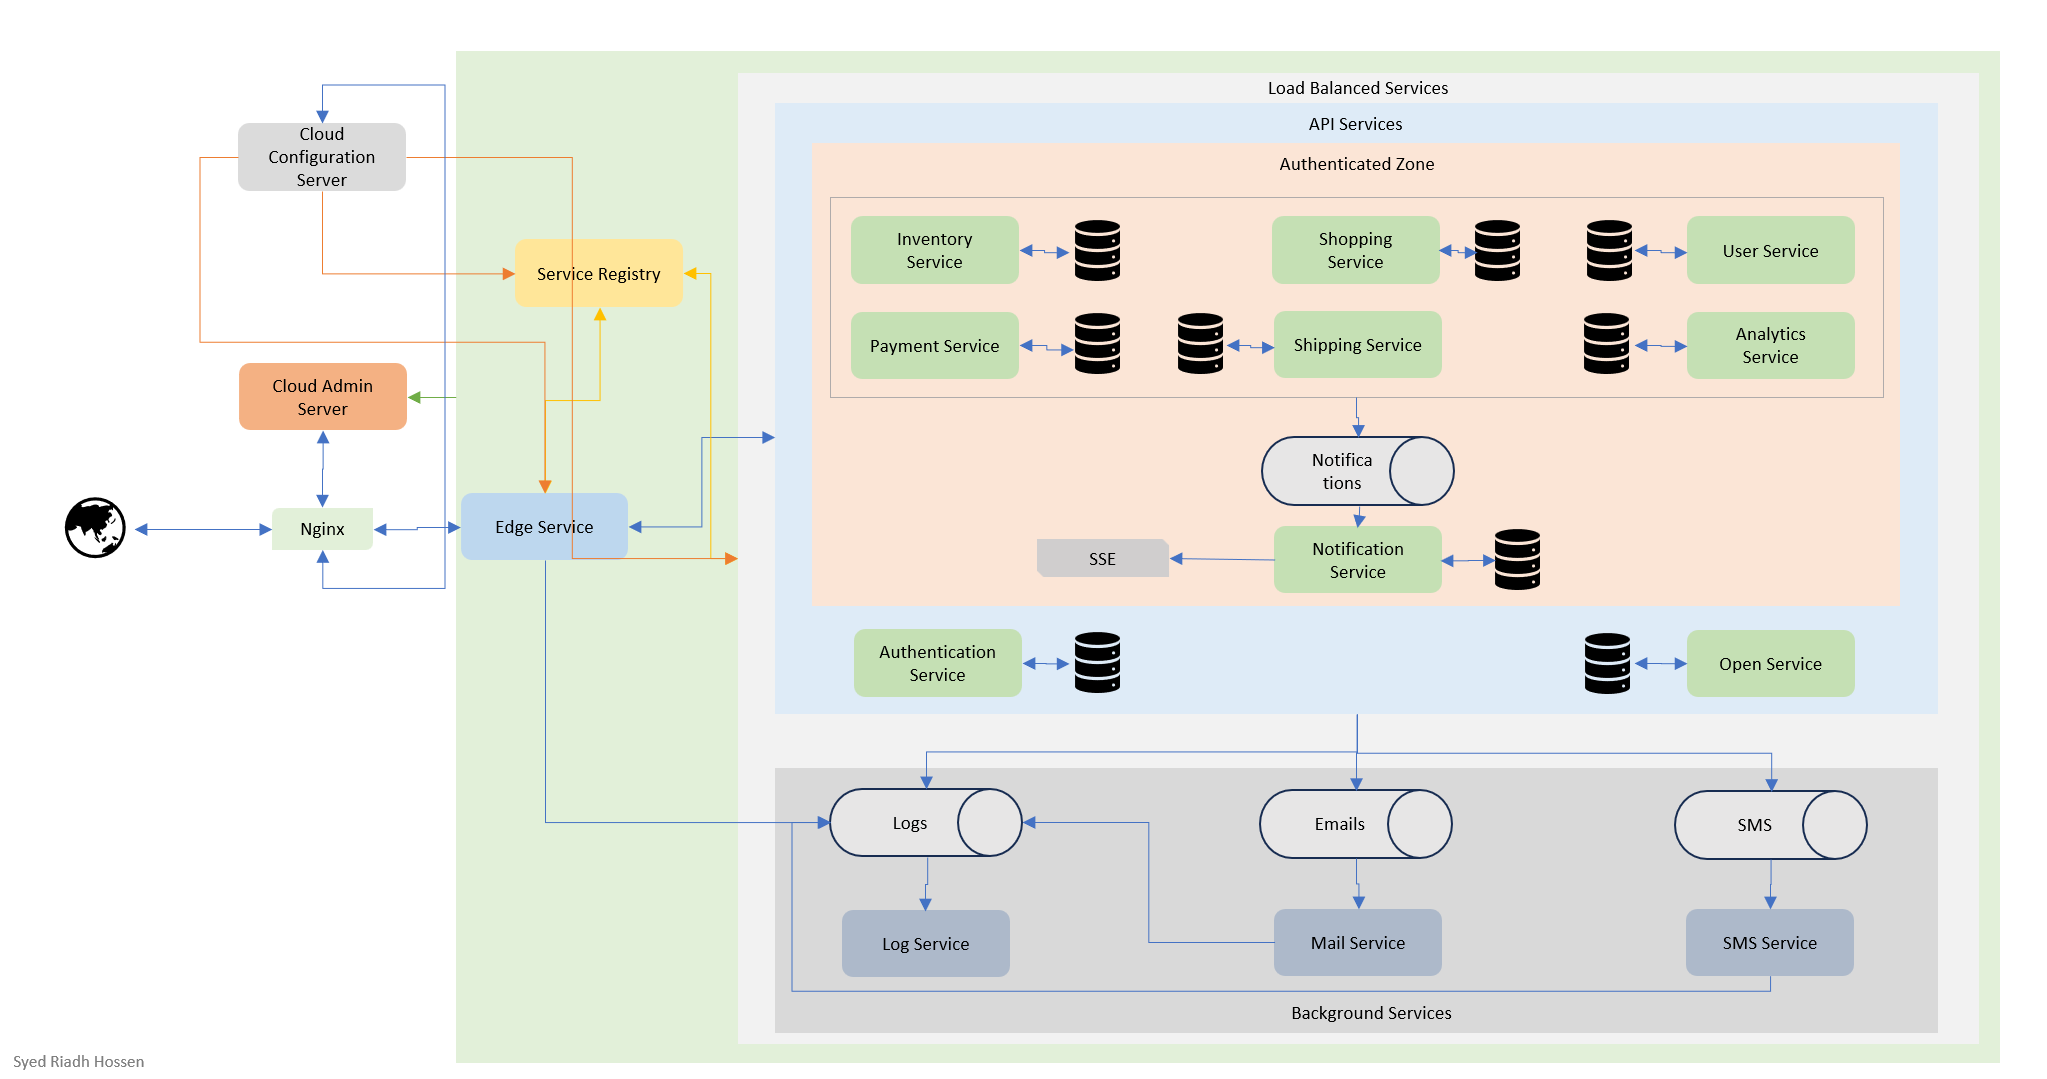 Load Balanced Services
API Services
Authenticated Zone
Cloud
Configuration
Server
Service Registry
Cloud Admin
Server
Nginx
Edge Service
Inventory
Service
Shopping
Service
User Service
Payment Service
Shipping Service
Analytics
Service
Notifica
tions
SSE
Notification
Service
Authentication
Service
Open Service
Logs
Emails
SMS
Log Service
Mail Service
SMS Service
Background Services
Syed Riadh Hossen